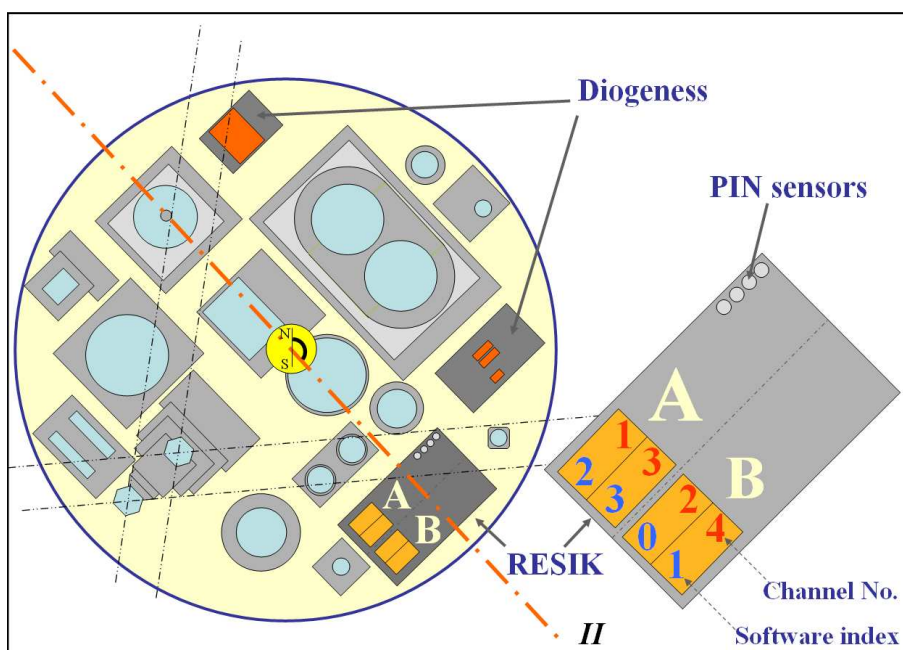 Diogeness
PIN sensors
N
S
A
B
A
1
3
2
3
B
2
4
0
1
RESIK
Channel No.
II
Software index